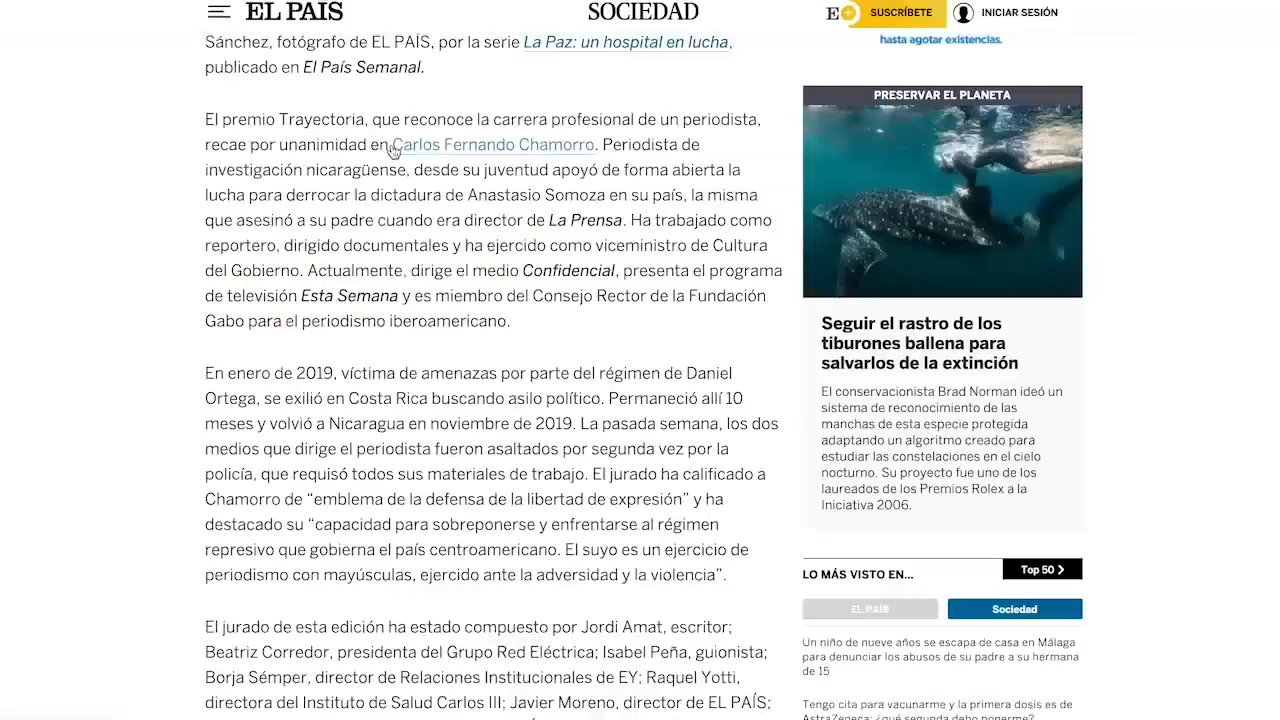 EL PAÍS
SOCIEDAD
E+
SUSCRÍBETE
INICIAR SESIÓN
Sánchez, fotógrafo de EL PAÍS, por la serie La Paz: un hospital en lucha,
publicado en El País Semanal.
El premio Trayectoria, que reconoce la carrera profesional de un periodista,
recae por unanimidad en Carlos Fernando Chamorro. Periodista de
investigación nicaragüense, desde su juventud apoyó de forma abierta la
lucha para derrocar la dictadura de Anastasio Somoza en su país, la misma
que asesinó a su padre cuando era director de La Prensa. Ha trabajado como
reportero, dirigido documentales y ha ejercido como viceministro de Cultura
del Gobierno. Actualmente, dirige el medio Confidencial, presenta el programa
de televisión Esta Semana y es miembro del Consejo Rector de la Fundación
Gabo para el periodismo iberoamericano.
En enero de 2019, víctima de amenazas por parte del régimen de Daniel
Ortega, se exilió en Costa Rica buscando asilo político. Permaneció allí 10
meses y volvió a Nicaragua en noviembre de 2019. La pasada semana, los dos
medios que dirige el periodista fueron asaltados por segunda vez por la
policía, que requisó todos sus materiales de trabajo. El jurado ha calificado a
Chamorro de “emblema de la defensa de la libertad de expresión” y ha
destacado su “capacidad para sobreponerse y enfrentarse al régimen
represivo que gobierna el país centroamericano. El suyo es un ejercicio de
periodismo con mayúsculas, ejercido ante la adversidad y la violencia”.
El jurado de esta edición ha estado compuesto por Jordi Amat, escritor;
Beatriz Corredor, presidenta del Grupo Red Eléctrica; Isabel Peña, guionista;
Borja Sémper, director de Relaciones Institucionales de EY; Raquel Yotti,
directora del Instituto de Salud Carlos III; Javier Moreno, director de EL PAÍS;
hasta agotar existencias.
PRESERVAR EL PLANETA
Seguir el rastro de los
tiburones ballena para
salvarlos de la extinción
El conservacionista Brad Norman ideó un
sistema de reconocimiento de las
manchas de esta especie protegida
adaptando un algoritmo creado para
estudiar las constelaciones en el cielo
nocturno. Su proyecto fue uno de los
laureados de los Premios Rolex a la
Iniciativa 2006.
LO MÁS VISTO EN...
Top 50
EL PAÍS
Sociedad
Un niño de nueve años se escapa de casa en Málaga
para denunciar los abusos de su padre a su hermana
de 15
Tengo cita para vacunarme y la primera dosis es de
AstraZeneca: ¿qué segunda debo ponerme?